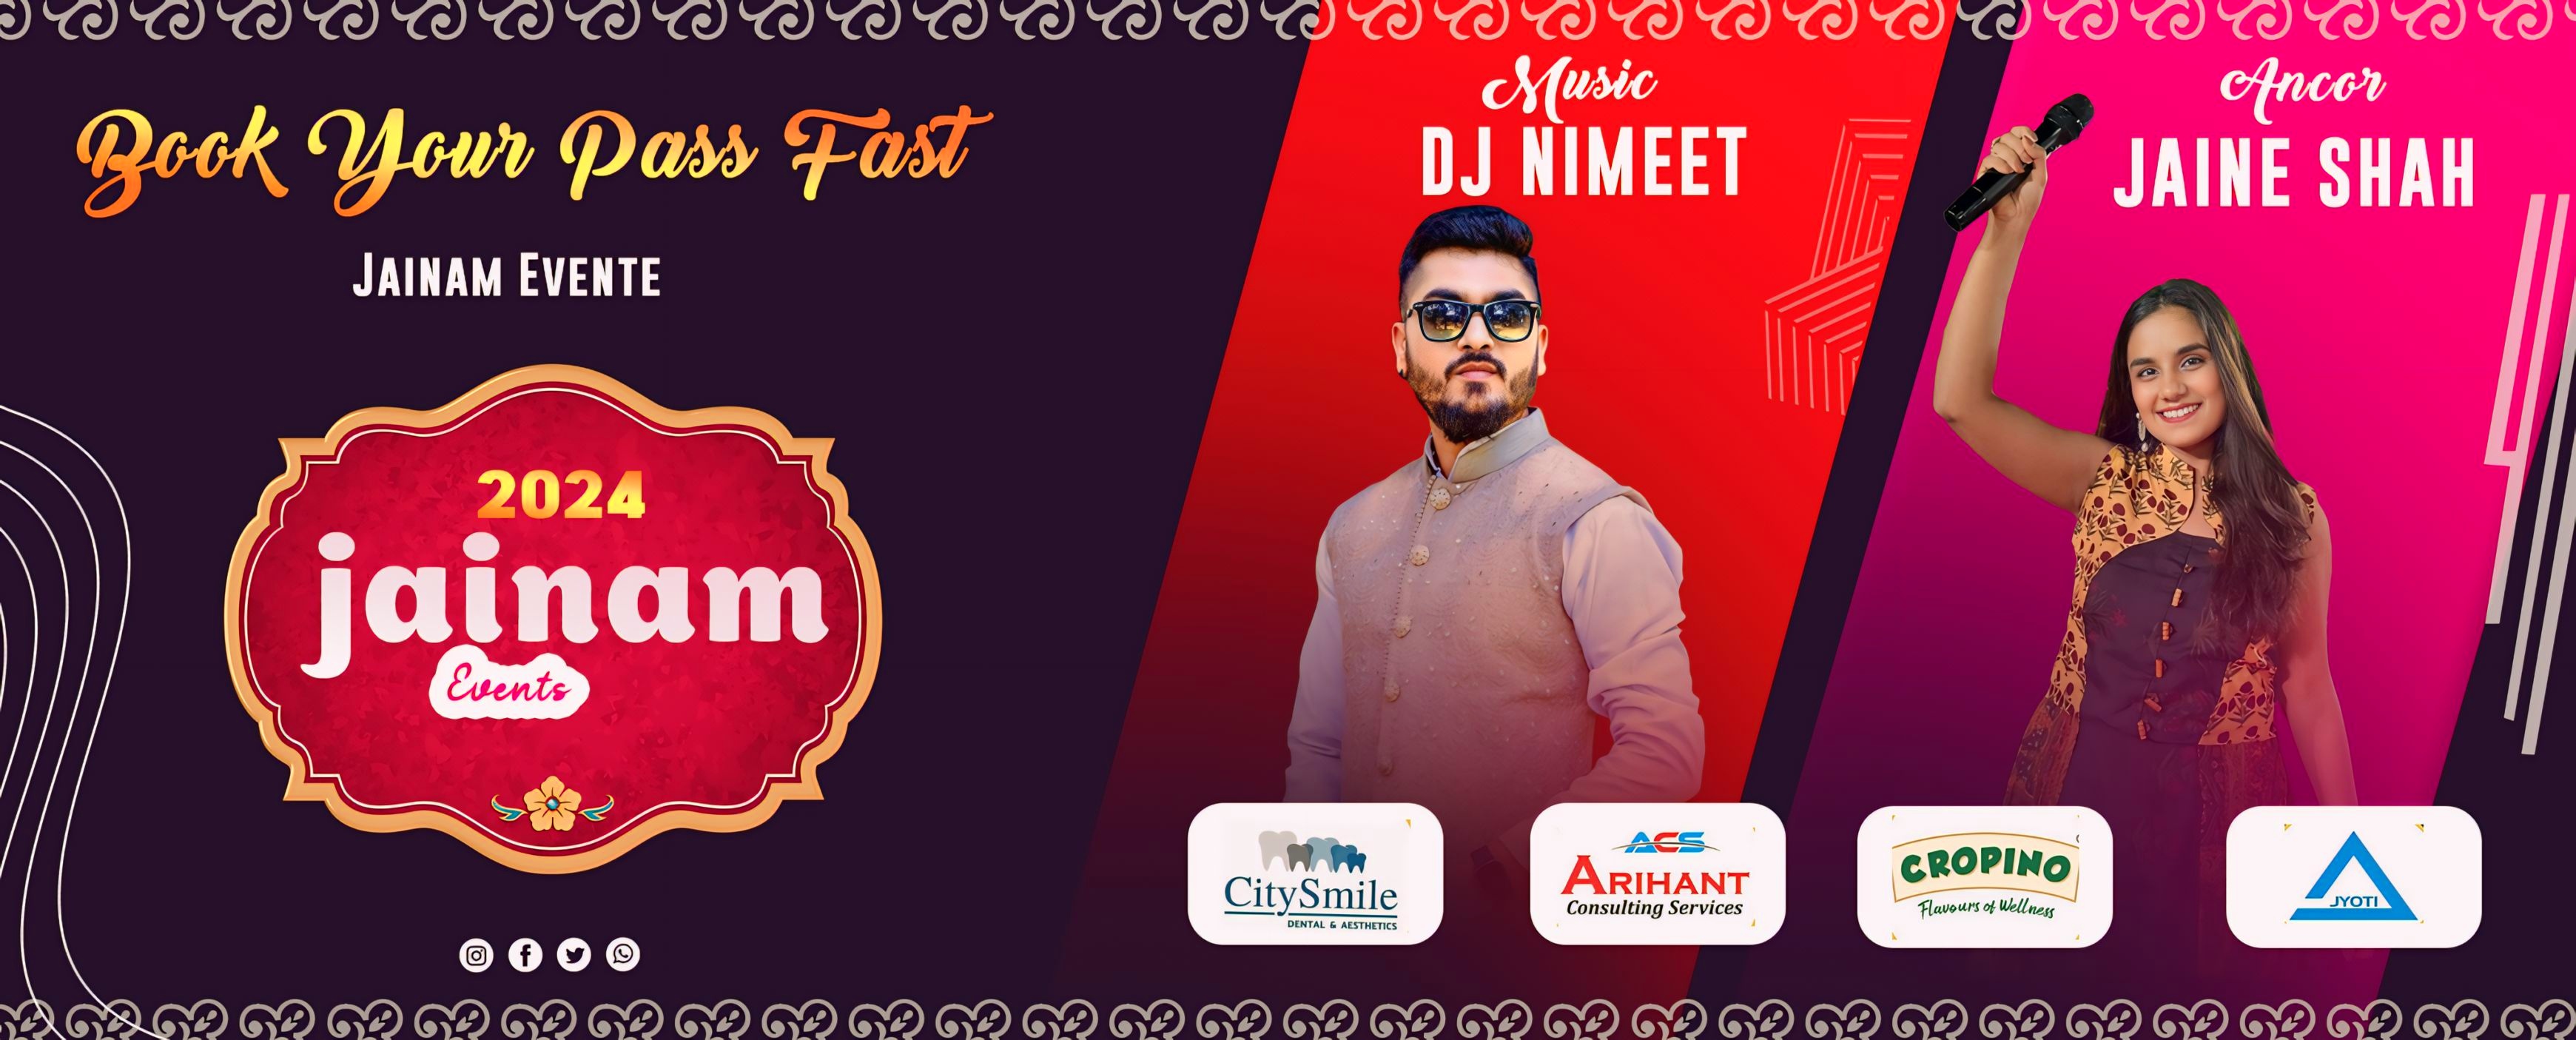 Book Your Pass Fast
JAINAM EVENTE
2024
jainam
Events
Music
DJ NIMEET
Ancor
JAINE SHAH
CitySmile
DENTAL & AESTHETICS
ACS
ARIHANT
Consulting Services
CROPINO
Flavours of Wellness
JYOTI